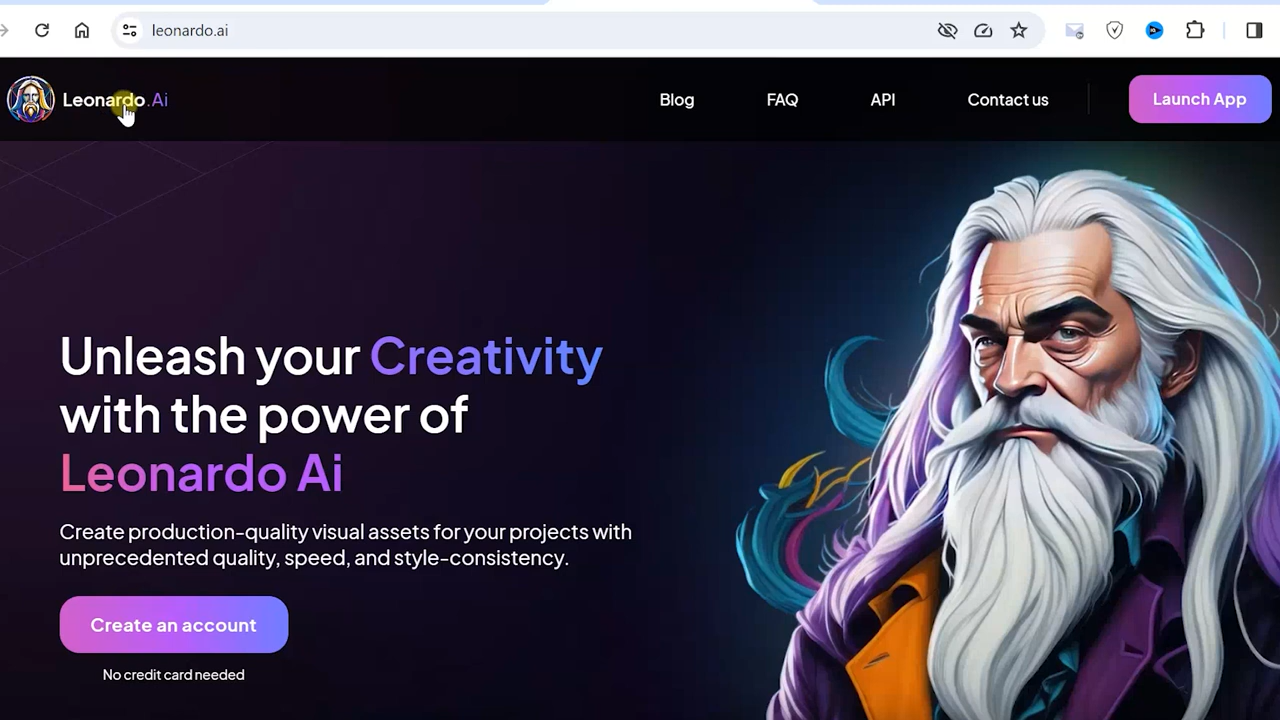 leonardo.ai
Leonardo.Ai
Blog
FAQ
API
Contact us
Launch App
Unleash your Creativity
with the power of
Leonardo Ai
Create production-quality visual assets for your projects with
unprecedented quality, speed, and style-consistency.
Create an account
No credit card needed